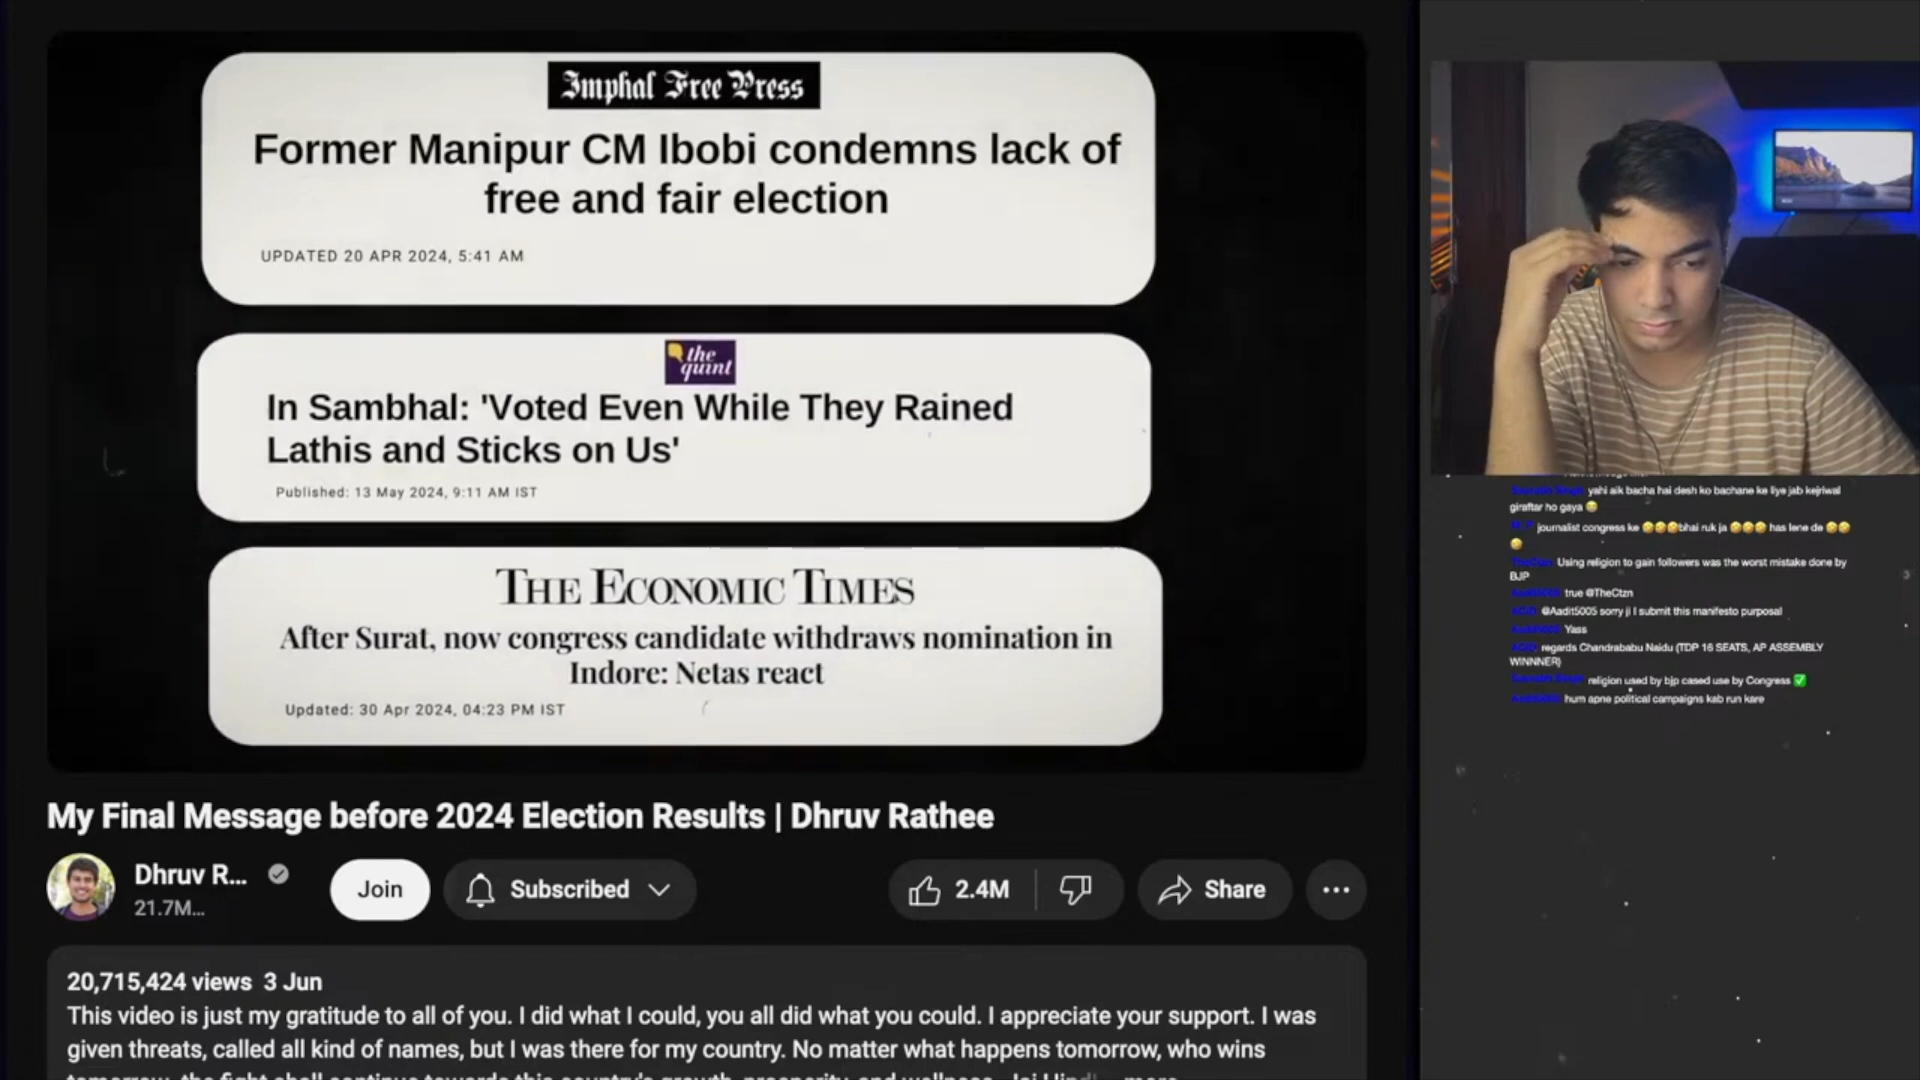 Imphal Free Press
Former Manipur CM Ibobi condemns lack of
free and fair election
UPDATED 20 APR 2024, 5:41 AM
the
quint
In Sambhal: 'Voted Even While They Rained
Lathis and Sticks on Us'
Published: 13 May 2024, 9:11 AM IST
THE ECONOMIC TIMES
After Surat, now congress candidate withdraws nomination in
Indore: Netas react
Updated: 30 Apr 2024, 04:23 PM IST
My Final Message before 2024 Election Results | Dhruv Rathee
Dhruv R...
21.7M...
Join
Subscribed
2.4M
Share
20,715,424 views 3 Jun
This video is just my gratitude to all of you. I did what I could, you all did what you could. I appreciate your support. I was
given threats, called all kind of names, but I was there for my country. No matter what happens tomorrow, who wins
yahi aik bacha hai desh ko bachane ke liye jab kejriwal
giraftar ho gaya 😭
journalist congress ke 🤣🤣🤣bhai ruk ja 🤣🤣🤣 has lene de 🤣🤣
🤣
TheCtzn Using religion to gain followers was the worst mistake done by
BJP
Aadit5005 true @TheCtzn
@Aadit5005 sorry ji I submit this manifesto purposal
Aadit5005 Yass
regards Chandrababu Naidu (TDP 16 SEATS, AP ASSEMBLY
WINNNER)
religion used by bjp cased use by Congress ✅
Aadit5005 hum apne political campaigns kab run kare